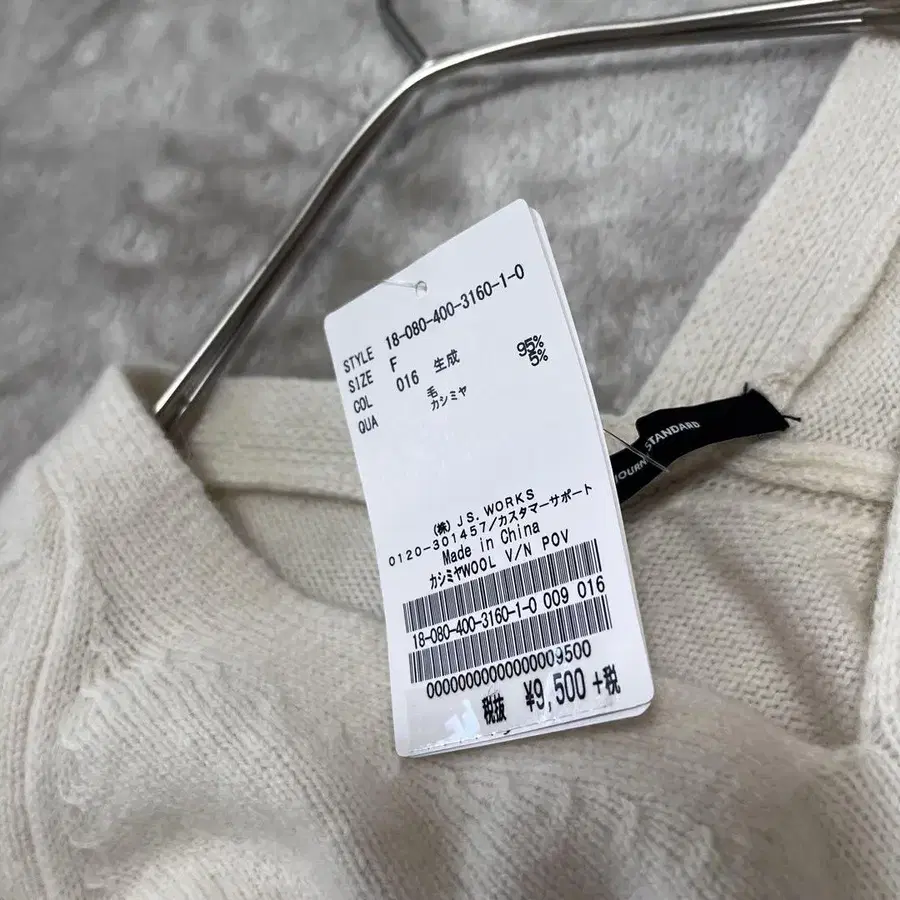 STYLE 18-080-400-3160-1-0
SIZE F
COL 016 生成
QUA 毛 95%
カシミヤ 5%
(株) J S. WORKS
0120-301457/カスタマーサポート
Made in China
カシミヤWOOL V/N POV
18-080-400-3160-1-0 009 016
0000000000000009500
税抜 ¥9,500 +税
STANDARD